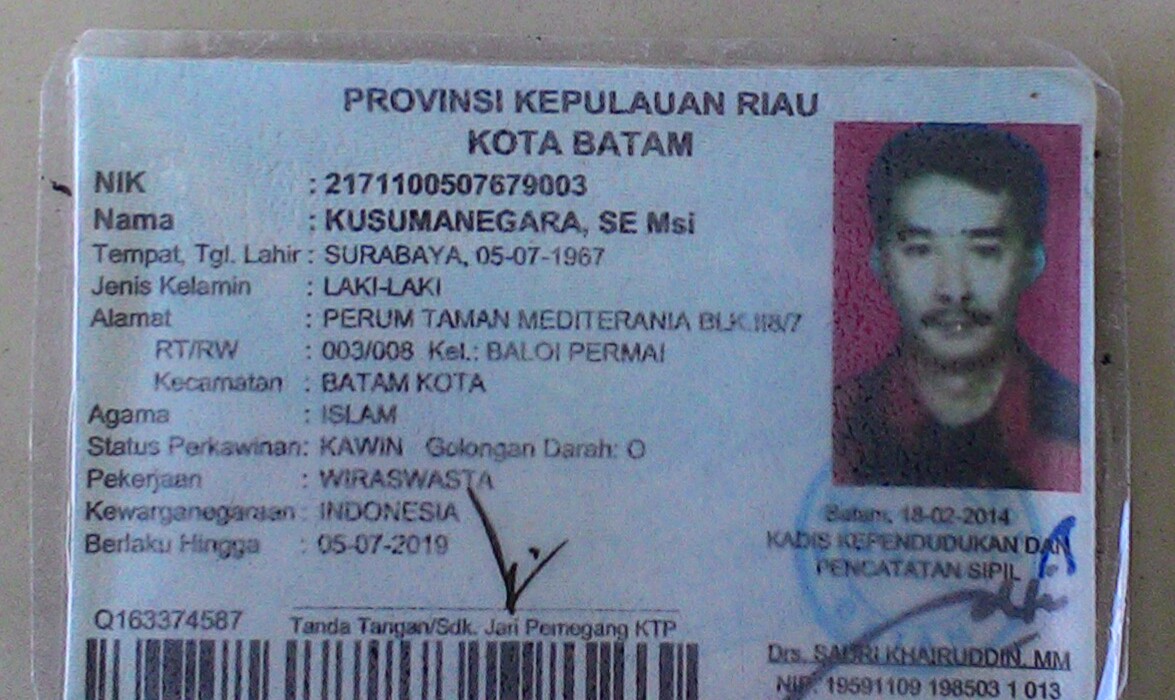 PROVINSI KEPULAUAN RIAU
KOTA BATAM
NIK : 2171100507679003
Nama : KUSUMANEGARA, SE Msi
Tempat, Tgl. Lahir : SURABAYA, 05-07-1967
Jenis Kelamin : LAKI-LAKI
Alamat : PERUM TAMAN MEDITERANIA BLK.II8/7
RT/RW : 003/008 Kel.: BALOI PERMAI
Kecamatan : BATAM KOTA
Agama : ISLAM
Status Perkawinan: KAWIN Golongan Darah: O
Pekerjaan : WIRASWASTA
Kewarganegaraan : INDONESIA
Berlaku Hingga : 05-07-2019
Batam, 18-02-2014
KADIS KEPENDUDUKAN DAN
PENCATATAN SIPIL
Q163374587
Tanda Tangan/Sdk. Jari Pemegang KTP
Drs. SADRI KHAIRUDDIN, MM
NIP. 19591109 198503 1 013